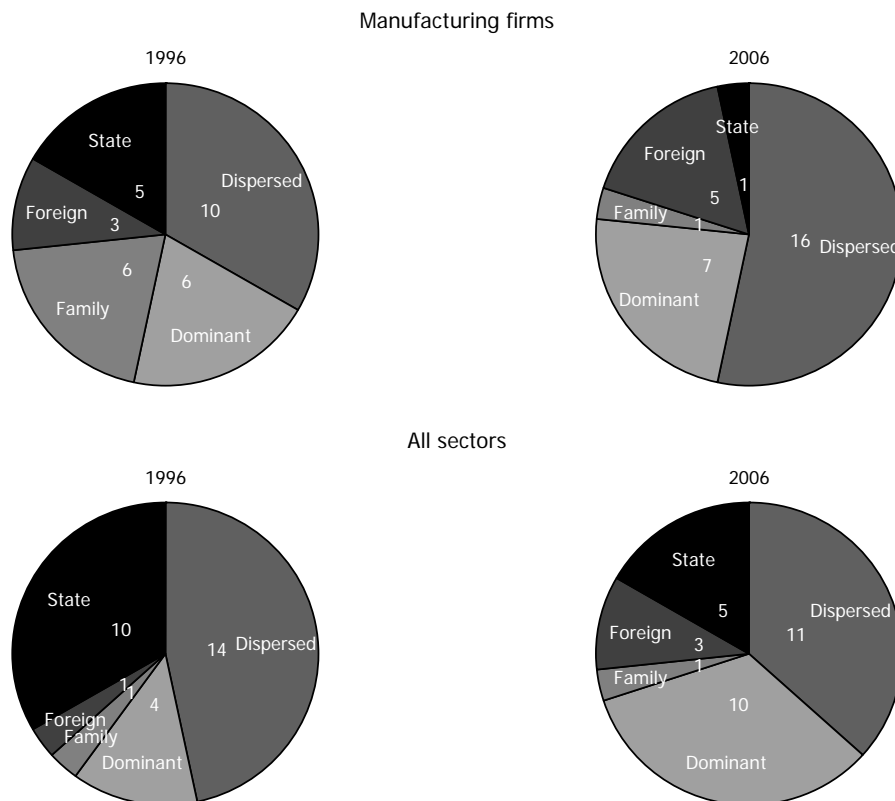 Manufacturing firms
1996
State
5
Dispersed
10
Foreign
3
Family
6
Dominant
6
2006
State
1
Foreign
5
Family
1
Dominant
7
16 Dispersed
All sectors
1996
State
10
14 Dispersed
Foreign
1
Family
1
Dominant
4
2006
State
5
Dispersed
11
Foreign
3
Family
1
Dominant
10